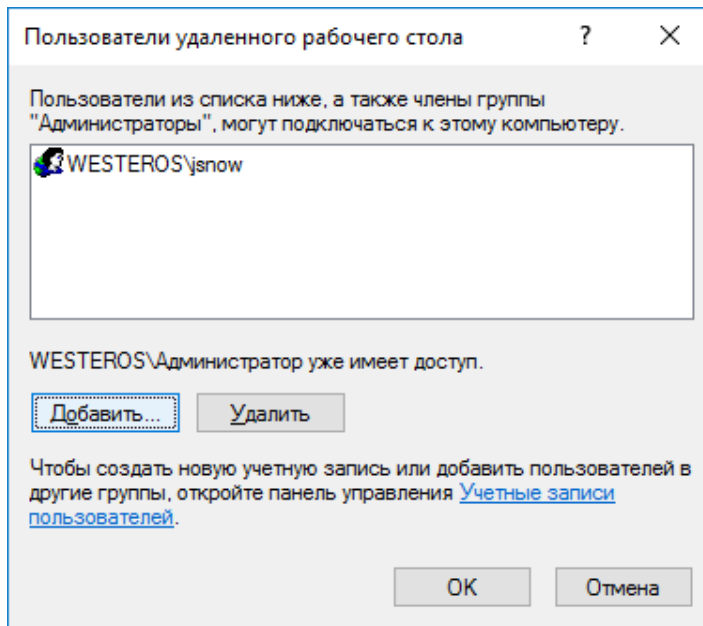 Пользователи удаленного рабочего стола
?
Пользователи из списка ниже, а также члены группы
"Администраторы", могут подключаться к этому компьютеру.
WESTEROS\jsnow
WESTEROS\Администратор уже имеет доступ.
Добавить... Удалить
Чтобы создать новую учетную запись или добавить пользователей в
другие группы, откройте панель управления Учетные записи
пользователей.
OK Отмена